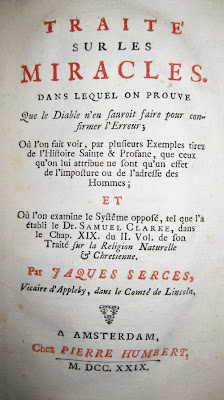 TRAITÉ
SUR LES
MIRACLES.
DANS LEQUEL ON PROUVE
Que le Diable n'en sauroit faire pour con-
firmer l'Erreur;
Où l'on fait voir, par plusieurs Exemples tirez
de l'Histoire Sainte & Profane, que ceux
qu'on lui attribue ne sont qu'un effet
de l'imposture ou de l'adresse des
Hommes;
ET
Où l'on examine le Systême opposé, tel que l'a
établi le Dr. SAMUEL CLARKE, dans
le Chap. XIX. du II. Vol. de son
Traité sur la Religion Naturelle
& Chretienne.
Par JAQUES SERCES,
Vicaire d'Appleby, dans le Comté de Lincoln.
A AMSTERDAM,
Chez PIERRE HUMBERT,
M. DCC. XXIX.